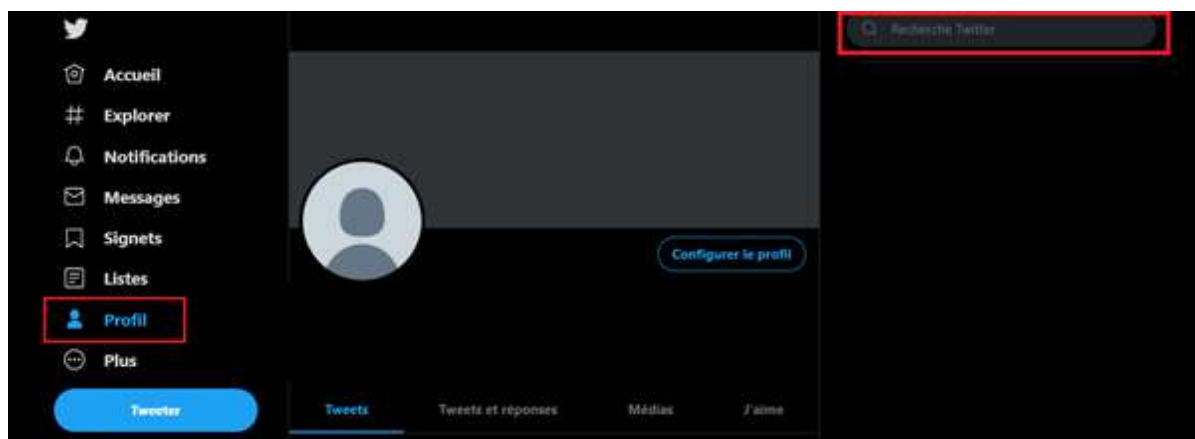 Accueil
Explorer
Notifications
Messages
Signets
Listes
Profil
Plus
Tweeter
Configurer le profil
Tweets
Tweets et réponses
Médias
J'aime
Recherche Twitter